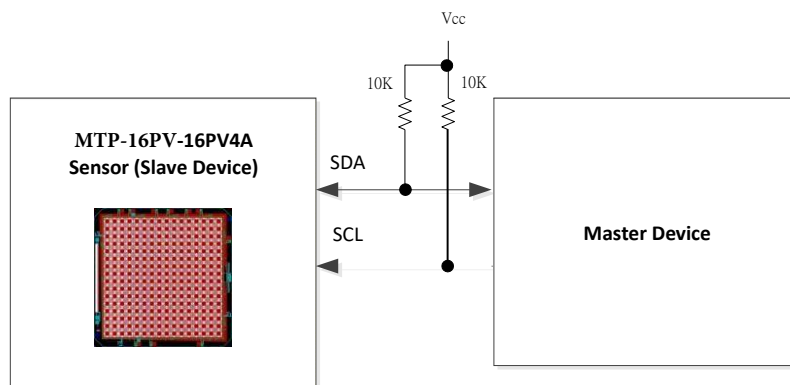 Vcc
10K 10K
MTP-16PV-16PV4A
Sensor (Slave Device)
SDA
SCL
Master Device